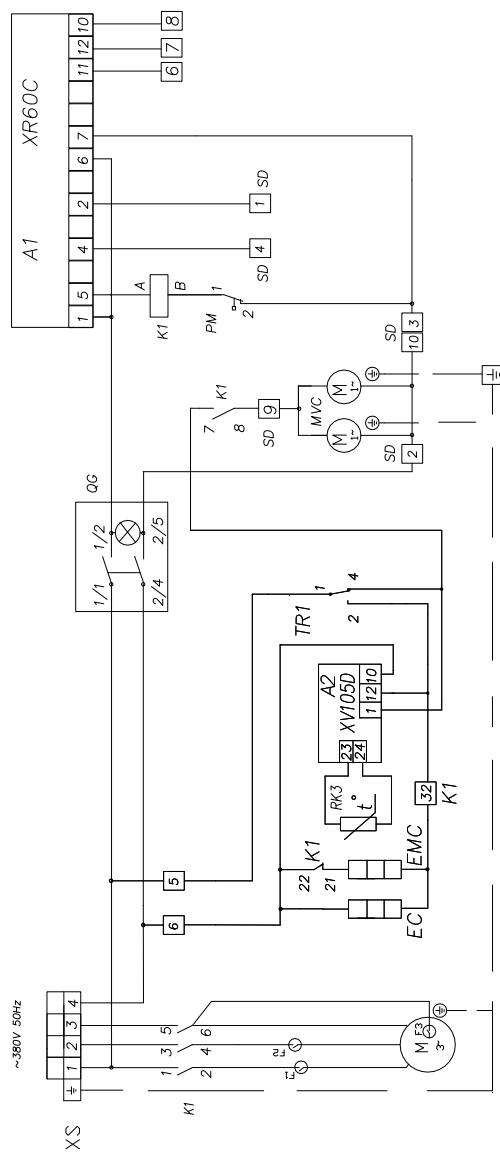 A1 XR60C
1 5 4 2 6 7 11 12 10
6
7
8
A
B
K1
1
2
PM
4
SD
1
SD
QG
1/1 1/2
2/4 2/5
K1
7
8
9
SD
MVC
M
1~
M
1~
SD
2
SD
10 3
TR1
1
2
4
A2
XV105D
23
24
1 12 10
RK3
t°
32
K1
K1
22
21
EMC
EC
5
6
~380V 50Hz
XS
1 2 3 4
1
2
3
4
5
6
K1
F1
F2
F3
M
3~